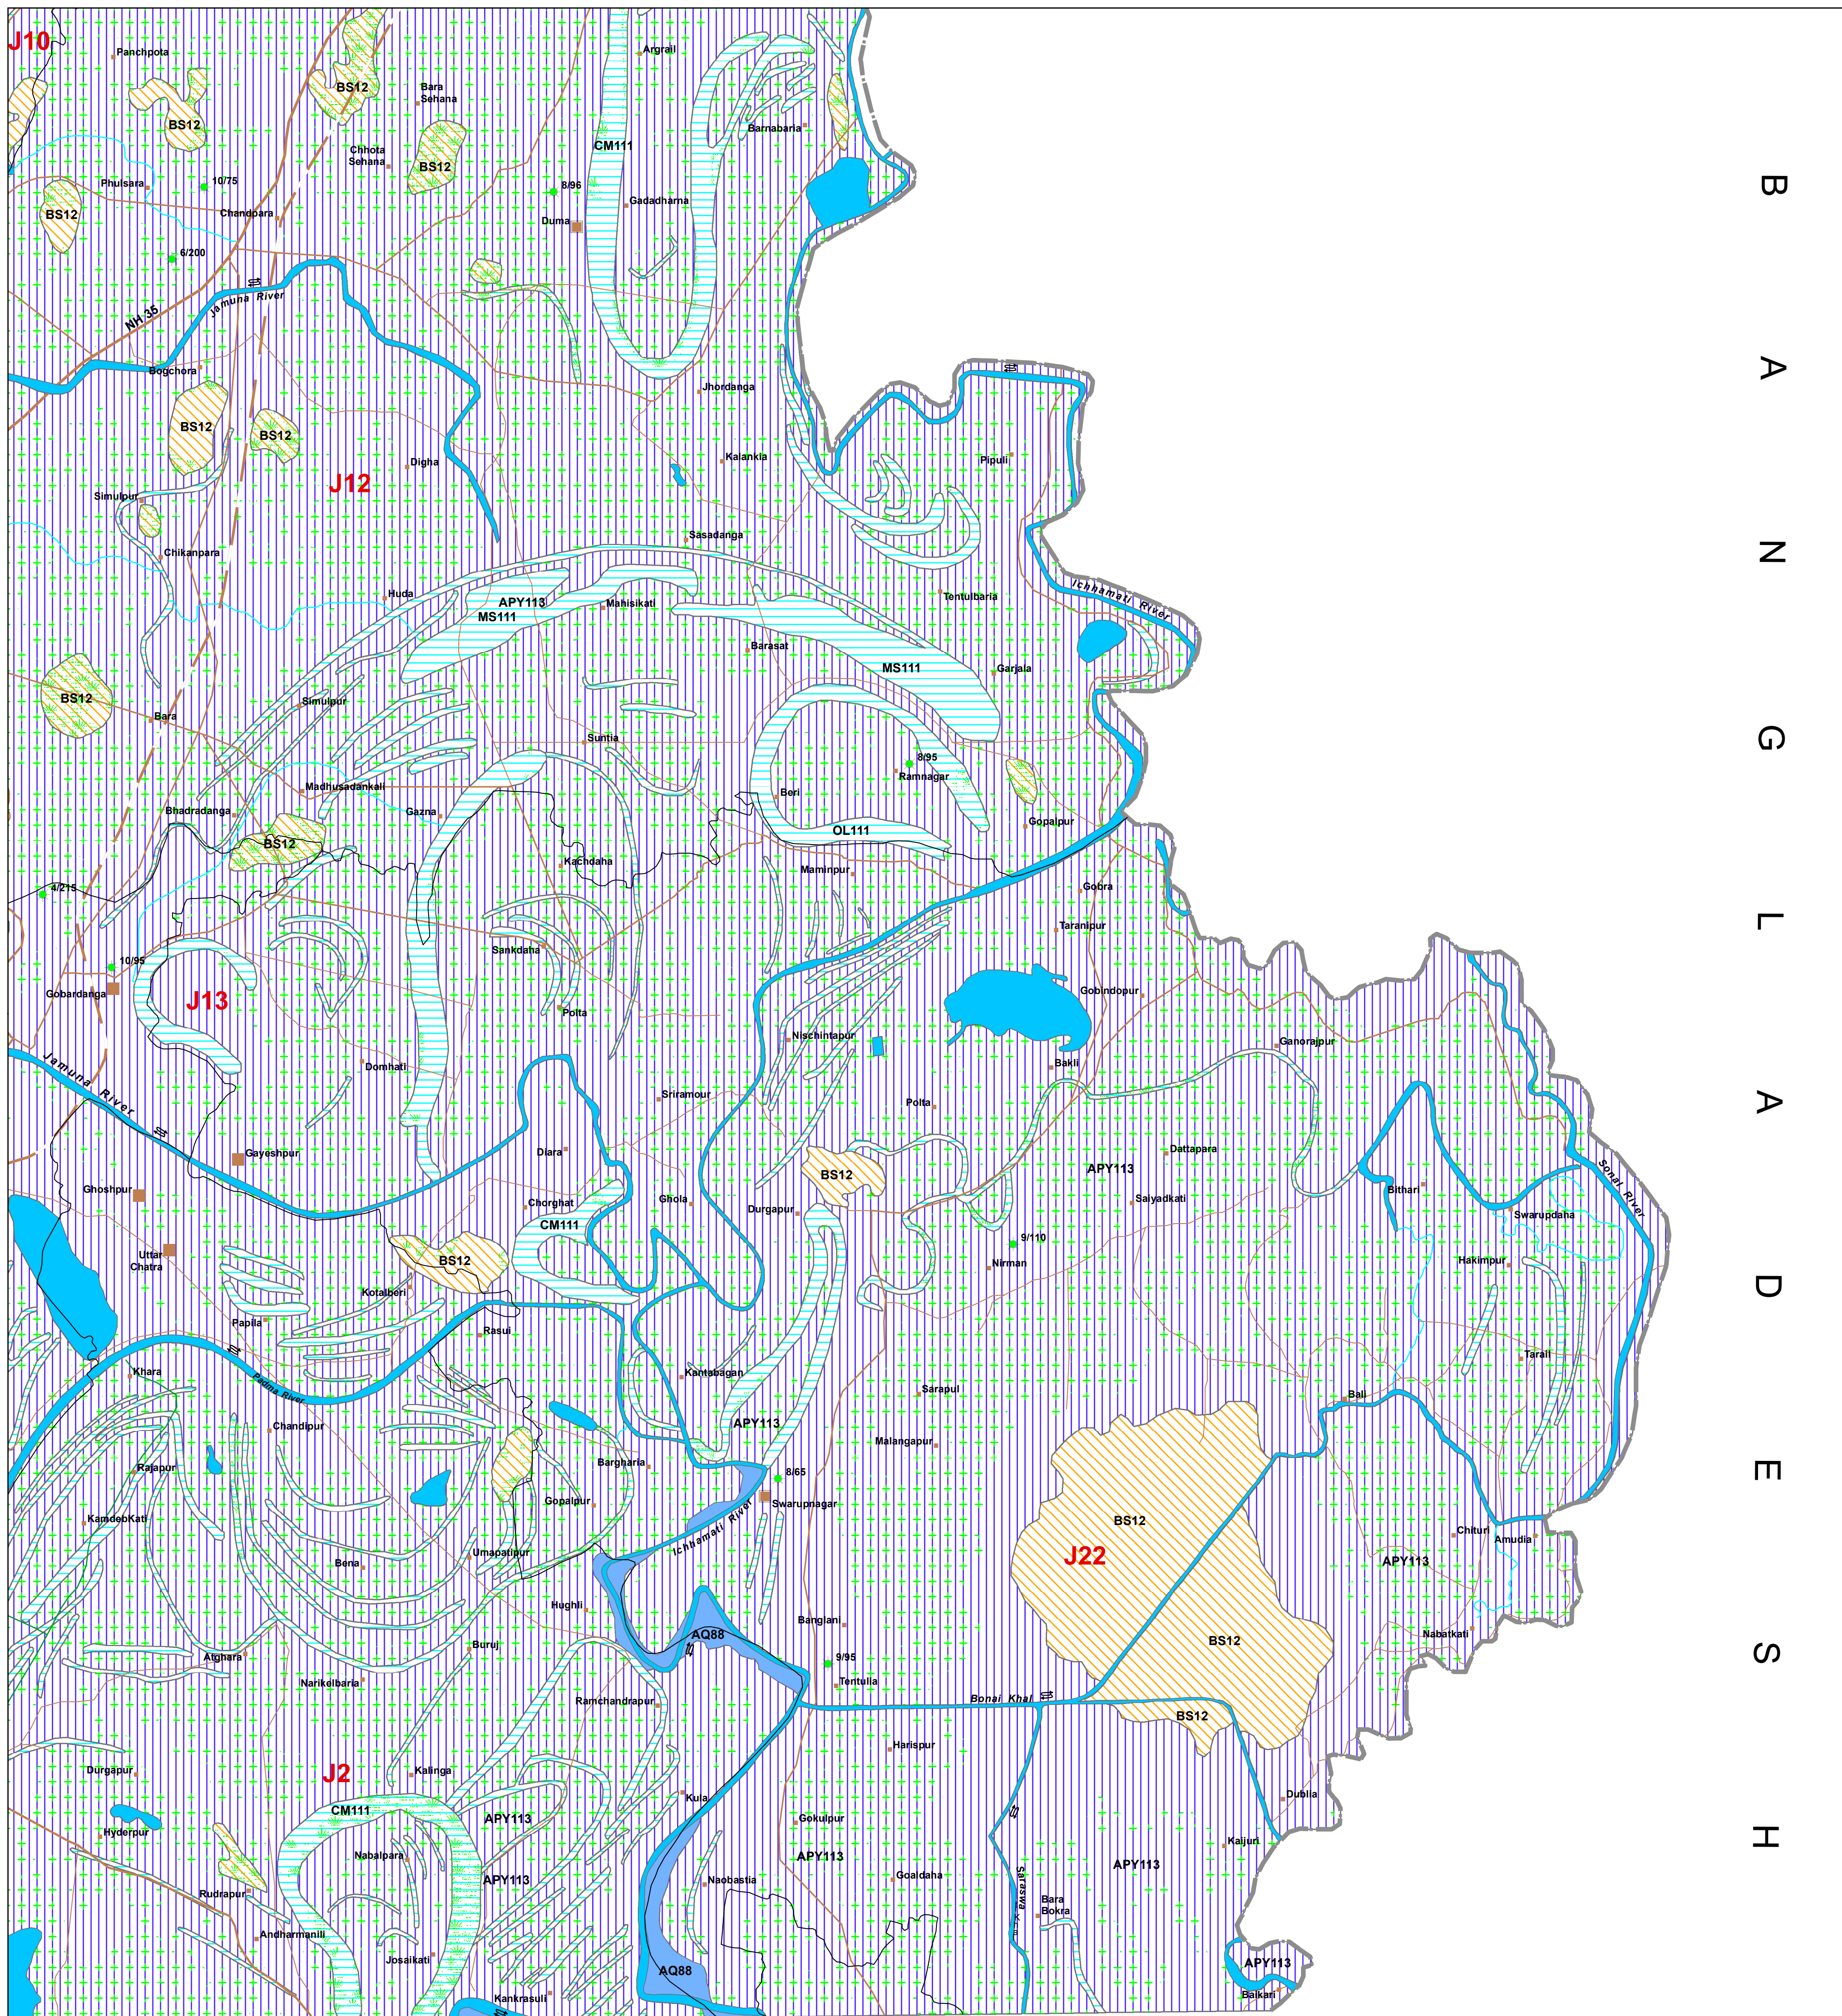 J10
Panchpota
Argrail
BS12
Bara
Sehana
BS12
Barnabaria
CM111
Chhota
Sehana
BS12
B
Phulsara
10/75
8/96
BS12
Chandpara
Gadadharna
Duma
6/200
Jamuna River
NH 35
A
Bogchora
Jhordanga
BS12
BS12
Digha
Kalankla
Pipuli
J12
Simulpur
Sasadanga
Chikanpara
N
Ichhamati River
Huda
APY113
Mahisikati
Tentulbaria
MS111
Barasat
MS111
Garjala
BS12
Simulpur
Bara
Suntia
G
8/95
Ramnagar
Madhusadankali
Beri
Bhadradanga
Gazna
Gopalpur
OL111
BS12
Kachdaha
Maminpur
4/215
Gobra
L
Taranipur
Sankdaha
10/95
Gobardanga
Gobindopur
J13
Polta
Nischintapur
Ganorajpur
Jamuna River
Domhati
Bakli
Sriramour
Polta
A
Diara
Gayeshpur
Dattapara
APY113
BS12
Sonai River
Ghoshpur
Bithari
Chorghat
Ghola
Durgapur
Saiyadkati
Swarupdaha
CM111
9/110
Uttar
Chatra
BS12
Nirman
Hakimpur
Kotalberi
D
Papila
Rasui
Tarali
Khara
Padma River
Kantabagan
Sarapul
Bali
Chandipur
APY113
Malangapur
Rajapur
Bargharia
8/65
E
Gopalpur
Swarupnagar
KamdebKati
Ichhamati River
BS12
Chituri
Amudia
Bena
Umapatipur
J22
APY113
Hughli
Banglani
AQ88
BS12
Nabatkati
Buruj
Atghara
9/95
S
Narikelbaria
Tentulia
Ramchandrapur
Bonai Khal
BS12
Harispur
Durgapur
J2
Kalinga
Kula
Dublia
CM111
APY113
Gokulpur
Hyderpur
H
Kaijuri
Nabalpara
APY113
APY113
APY113
Goaldaha
Naobastia
Rudrapur
Saraswa
Bara
Bokra
Andharmanili
Josaikati
APY113
AQ88
Kankrasuli
Balkari